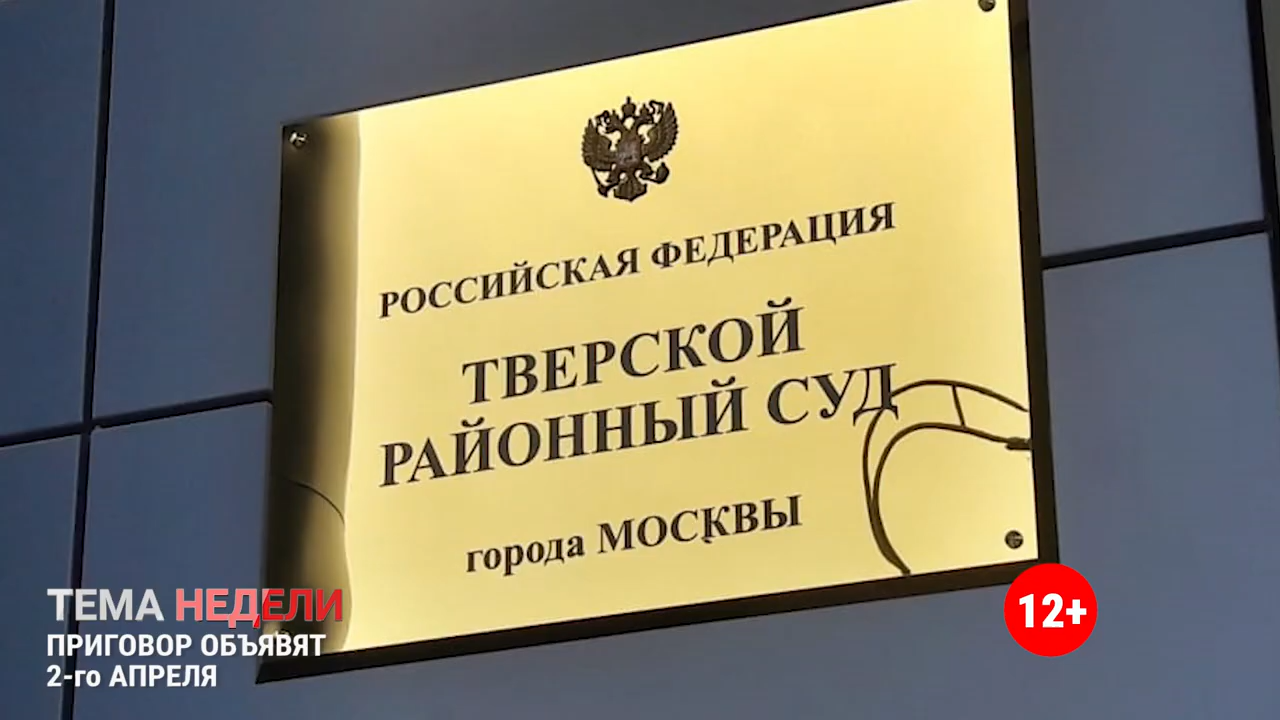 РОССИЙСКАЯ ФЕДЕРАЦИЯ
ТВЕРСКОЙ
РАЙОННЫЙ СУД
города МОСКВЫ
ТЕМА НЕДЕЛИ
ПРИГОВОР ОБЪЯВЯТ
2-го АПРЕЛЯ
12+